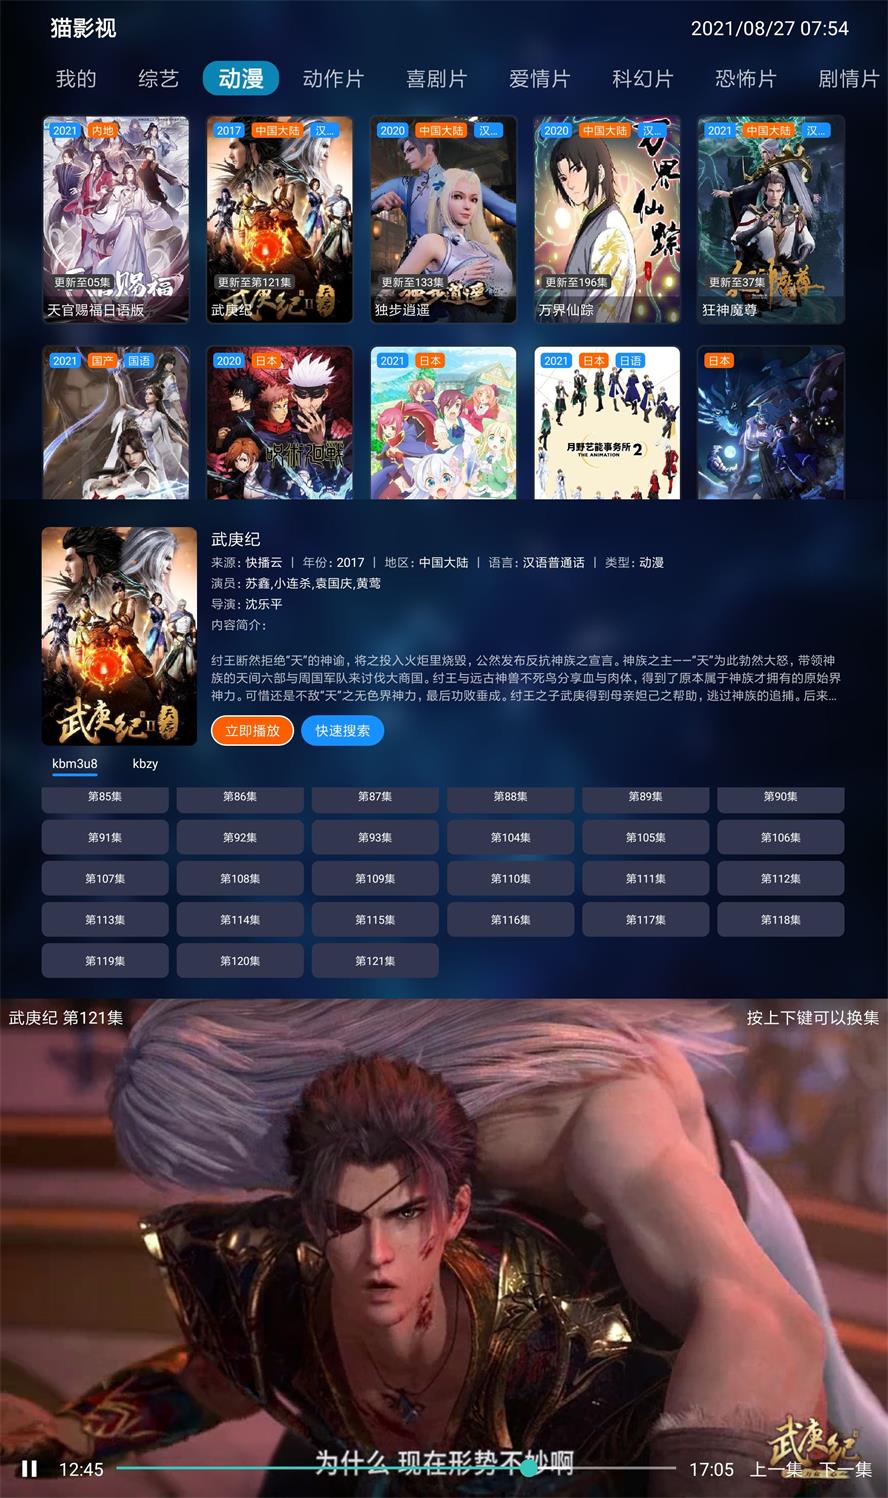 猫影视
2021/08/27 07:54
我的 综艺 动漫 动作片 喜剧片 爱情片 科幻片 恐怖片 剧情片
2021 内地
2017 中国大陆 汉...
2020 中国大陆 汉...
2020 中国大陆 汉...
2021 中国大陆 汉...
万界仙踪
更新至05集
更新至第121集
更新至133集
更新至196集
更新至37集
天官赐福日语版
武庚纪
独步逍遥
万界仙踪
狂神魔尊
2021 国产 国语
2020 日本
2021 日本
2021 日本 日语
日本
呪術廻戦
月野艺能事务所2
THE ANIMATION
武庚纪
来源：快播云 | 年份：2017 | 地区：中国大陆 | 语言：汉语普通话 | 类型：动漫
演员：苏鑫,小连杀,袁国庆,黄莺
导演：沈乐平
内容简介：
纣王断然拒绝“天”的神谕，将之投入火炬里烧毁，公然发布反抗神族之宣言。神族之主——“天”为此勃然大怒，带领神
族的天间六部与周国军队来讨伐大商国。纣王与远古神兽不死鸟分享血与肉体，得到了原本属于神族才拥有的原始界
神力。可惜还是不敌“天”之无色界神力，最后功败垂成。纣王之子武庚得到母亲妲己之帮助，逃过神族的追捕。后来...
武庚纪II
立即播放 快速搜索
kbm3u8 kbzy
第85集 第86集 第87集 第88集 第89集 第90集
第91集 第92集 第93集 第104集 第105集 第106集
第107集 第108集 第109集 第110集 第111集 第112集
第113集 第114集 第115集 第116集 第117集 第118集
第119集 第120集 第121集
武庚纪 第121集
按上下键可以换集
武庚纪
为什么 现在形势不妙啊
12:45
17:05 上一集 下一集